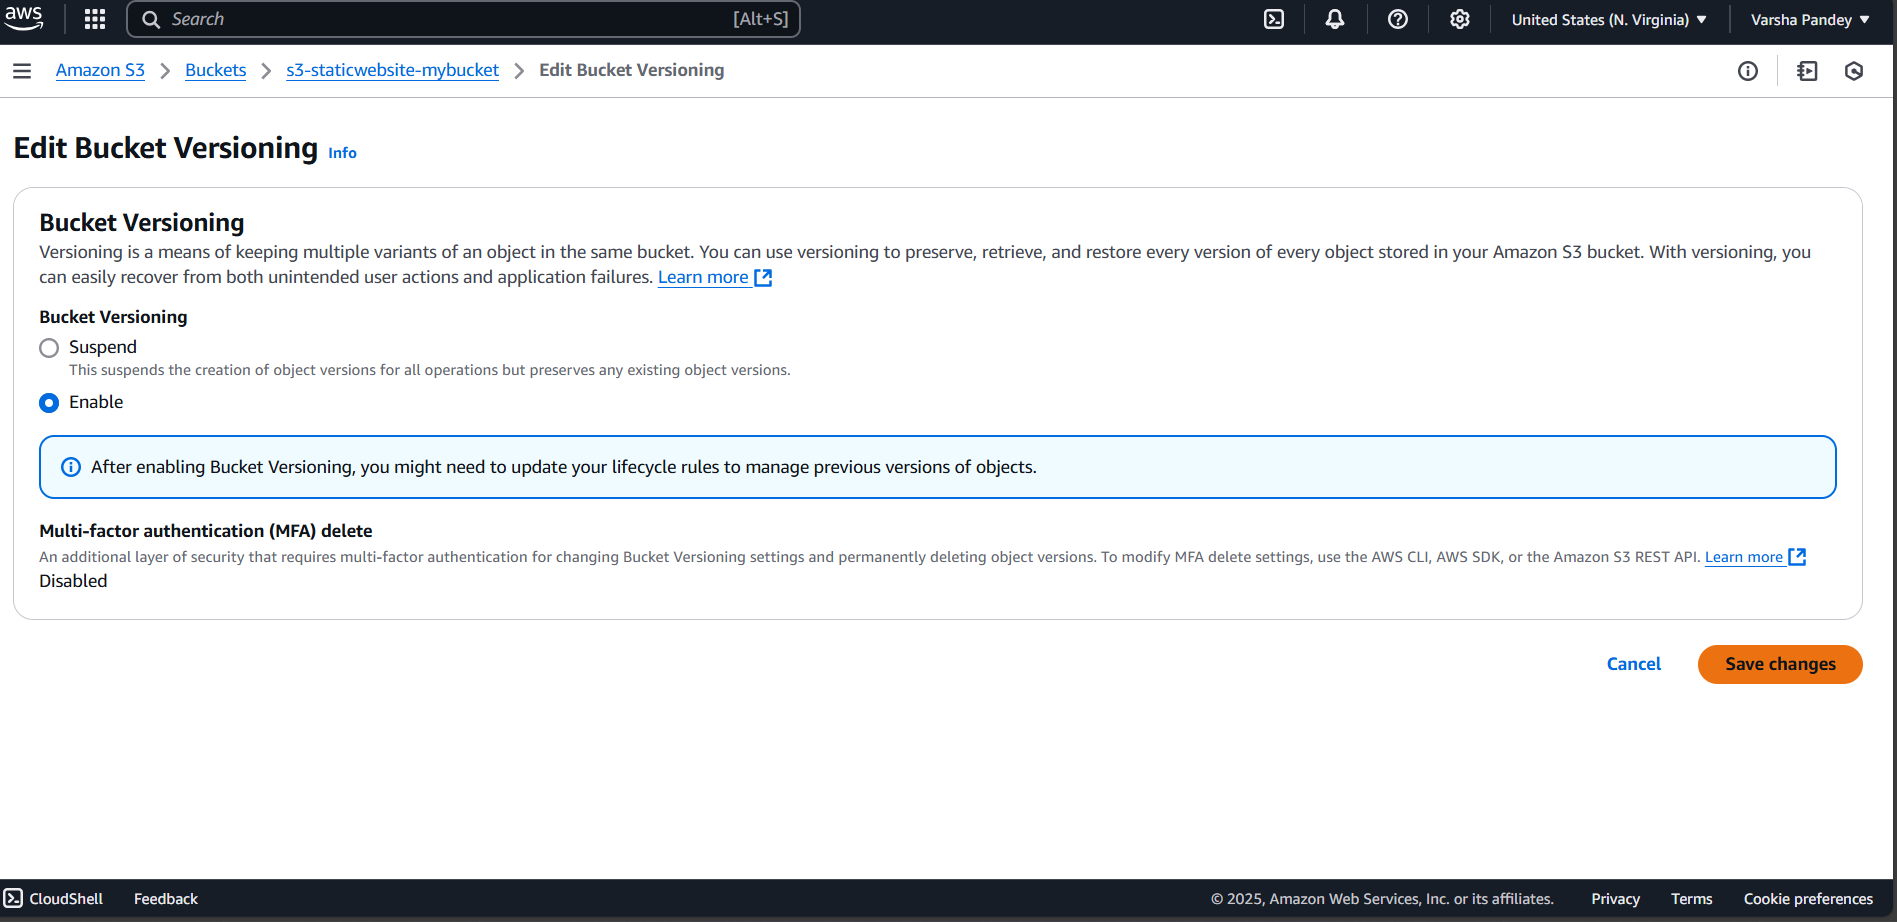 aws
Search [Alt+S]
United States (N. Virginia)
Varsha Pandey
Amazon S3
Buckets
s3-staticwebsite-mybucket
Edit Bucket Versioning
Edit Bucket Versioning Info
Bucket Versioning
Versioning is a means of keeping multiple variants of an object in the same bucket. You can use versioning to preserve, retrieve, and restore every version of every object stored in your Amazon S3 bucket. With versioning, you
can easily recover from both unintended user actions and application failures. Learn more
Bucket Versioning
Suspend
This suspends the creation of object versions for all operations but preserves any existing object versions.
Enable
After enabling Bucket Versioning, you might need to update your lifecycle rules to manage previous versions of objects.
Multi-factor authentication (MFA) delete
An additional layer of security that requires multi-factor authentication for changing Bucket Versioning settings and permanently deleting object versions. To modify MFA delete settings, use the AWS CLI, AWS SDK, or the Amazon S3 REST API. Learn more
Disabled
Cancel
Save changes
CloudShell
Feedback
© 2025, Amazon Web Services, Inc. or its affiliates.
Privacy
Terms
Cookie preferences